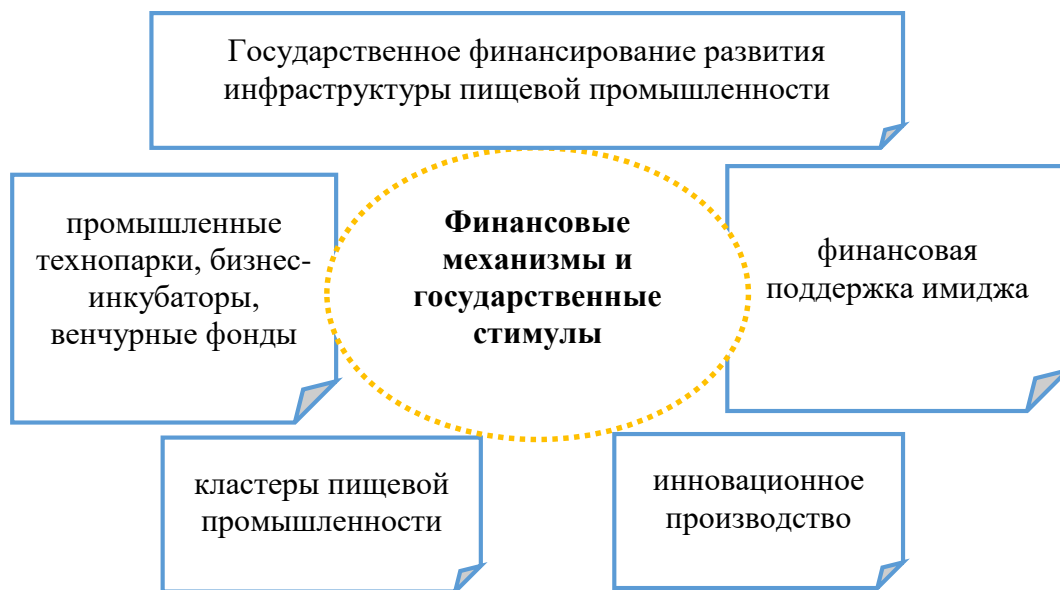 Государственное финансирование развития
инфраструктуры пищевой промышленности
промышленные
технопарки, бизнес-
инкубаторы,
венчурные фонды
Финансовые
механизмы и
государственные
стимулы
финансовая
поддержка имиджа
кластеры пищевой
промышленности
инновационное
производство